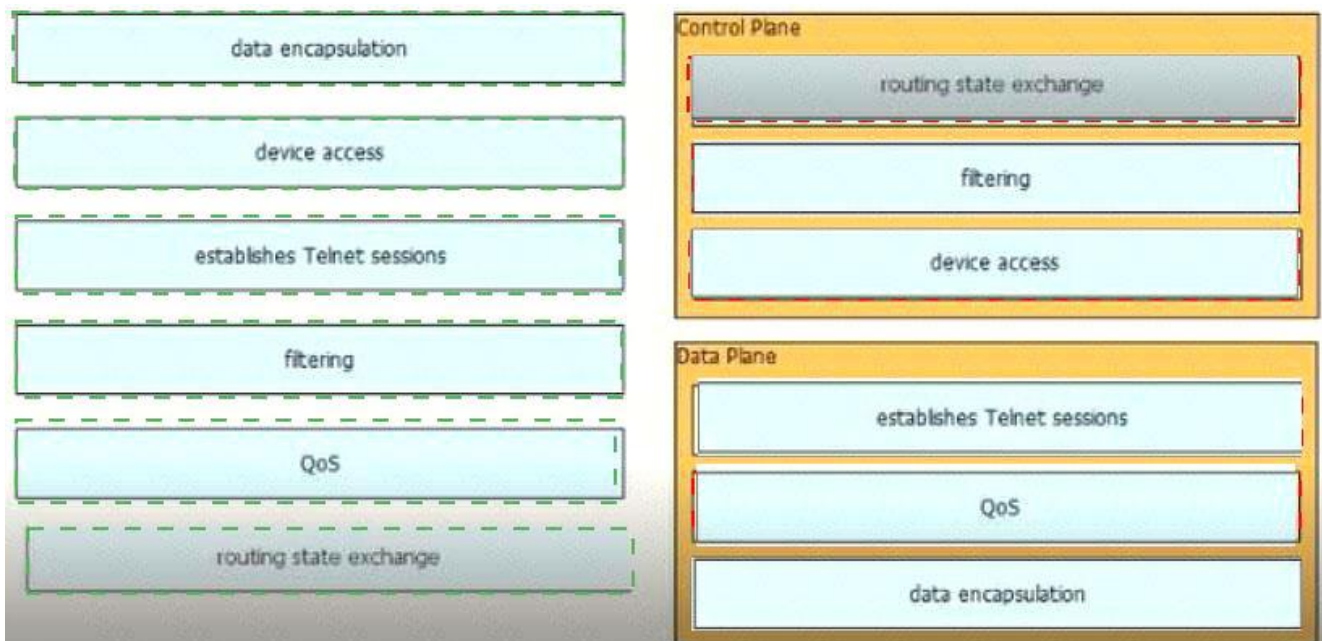 data encapsulation
device access
establishes Telnet sessions
filtering
QoS
routing state exchange
Control Plane
routing state exchange
filtering
device access
Data Plane
establishes Telnet sessions
QoS
data encapsulation